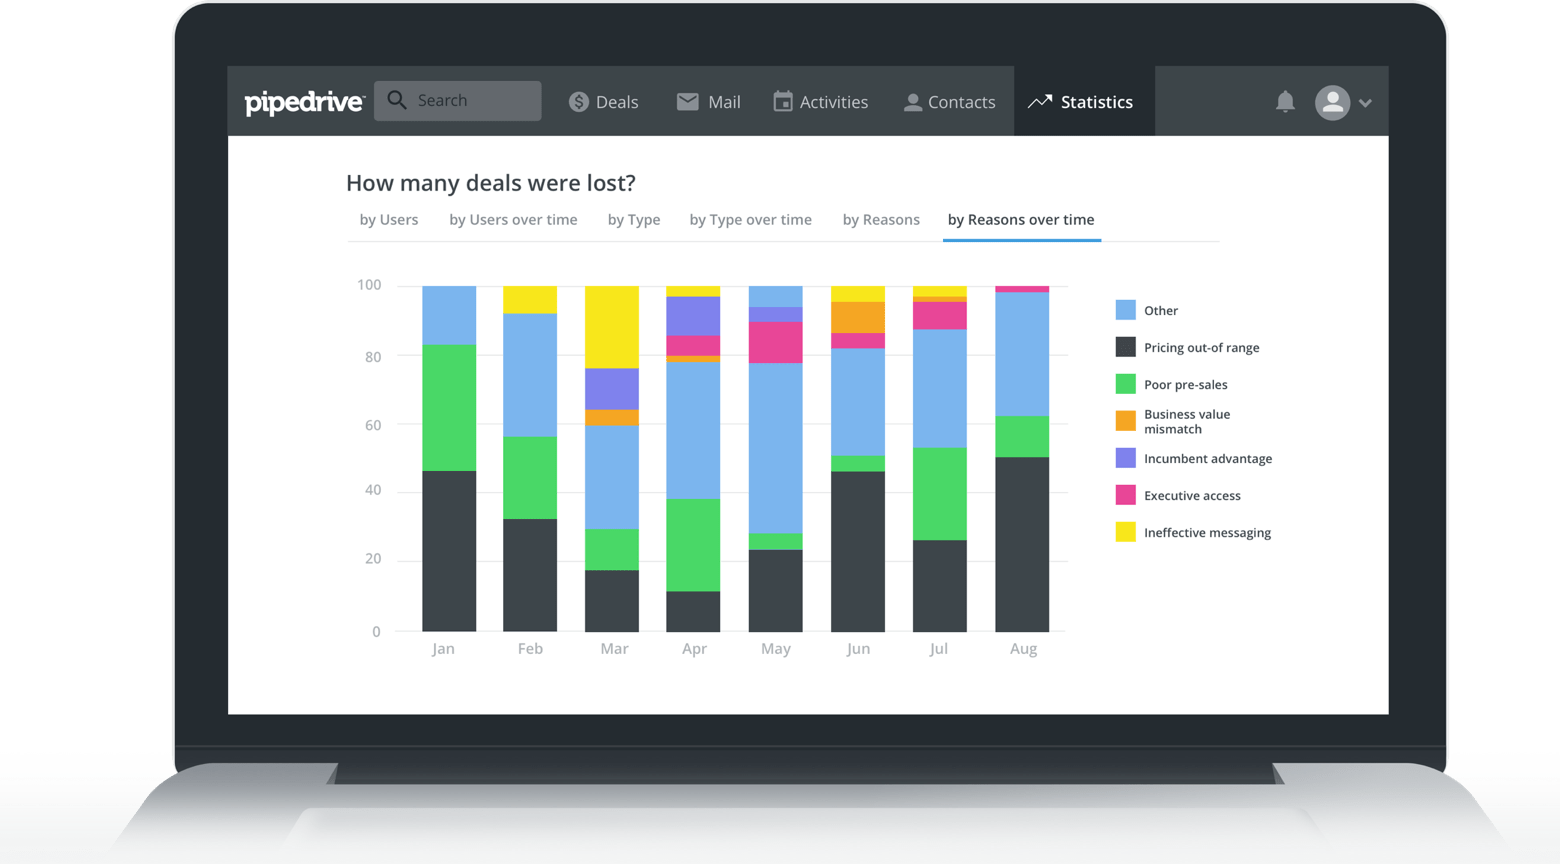 pipedrive
Search
Deals
Mail
Activities
Contacts
Statistics
How many deals were lost?
by Users
by Users over time
by Type
by Type over time
by Reasons
by Reasons over time
100
80
60
40
20
0
Jan
Feb
Mar
Apr
May
Jun
Jul
Aug
Other
Pricing out-of range
Poor pre-sales
Business value
mismatch
Incumbent advantage
Executive access
Ineffective messaging